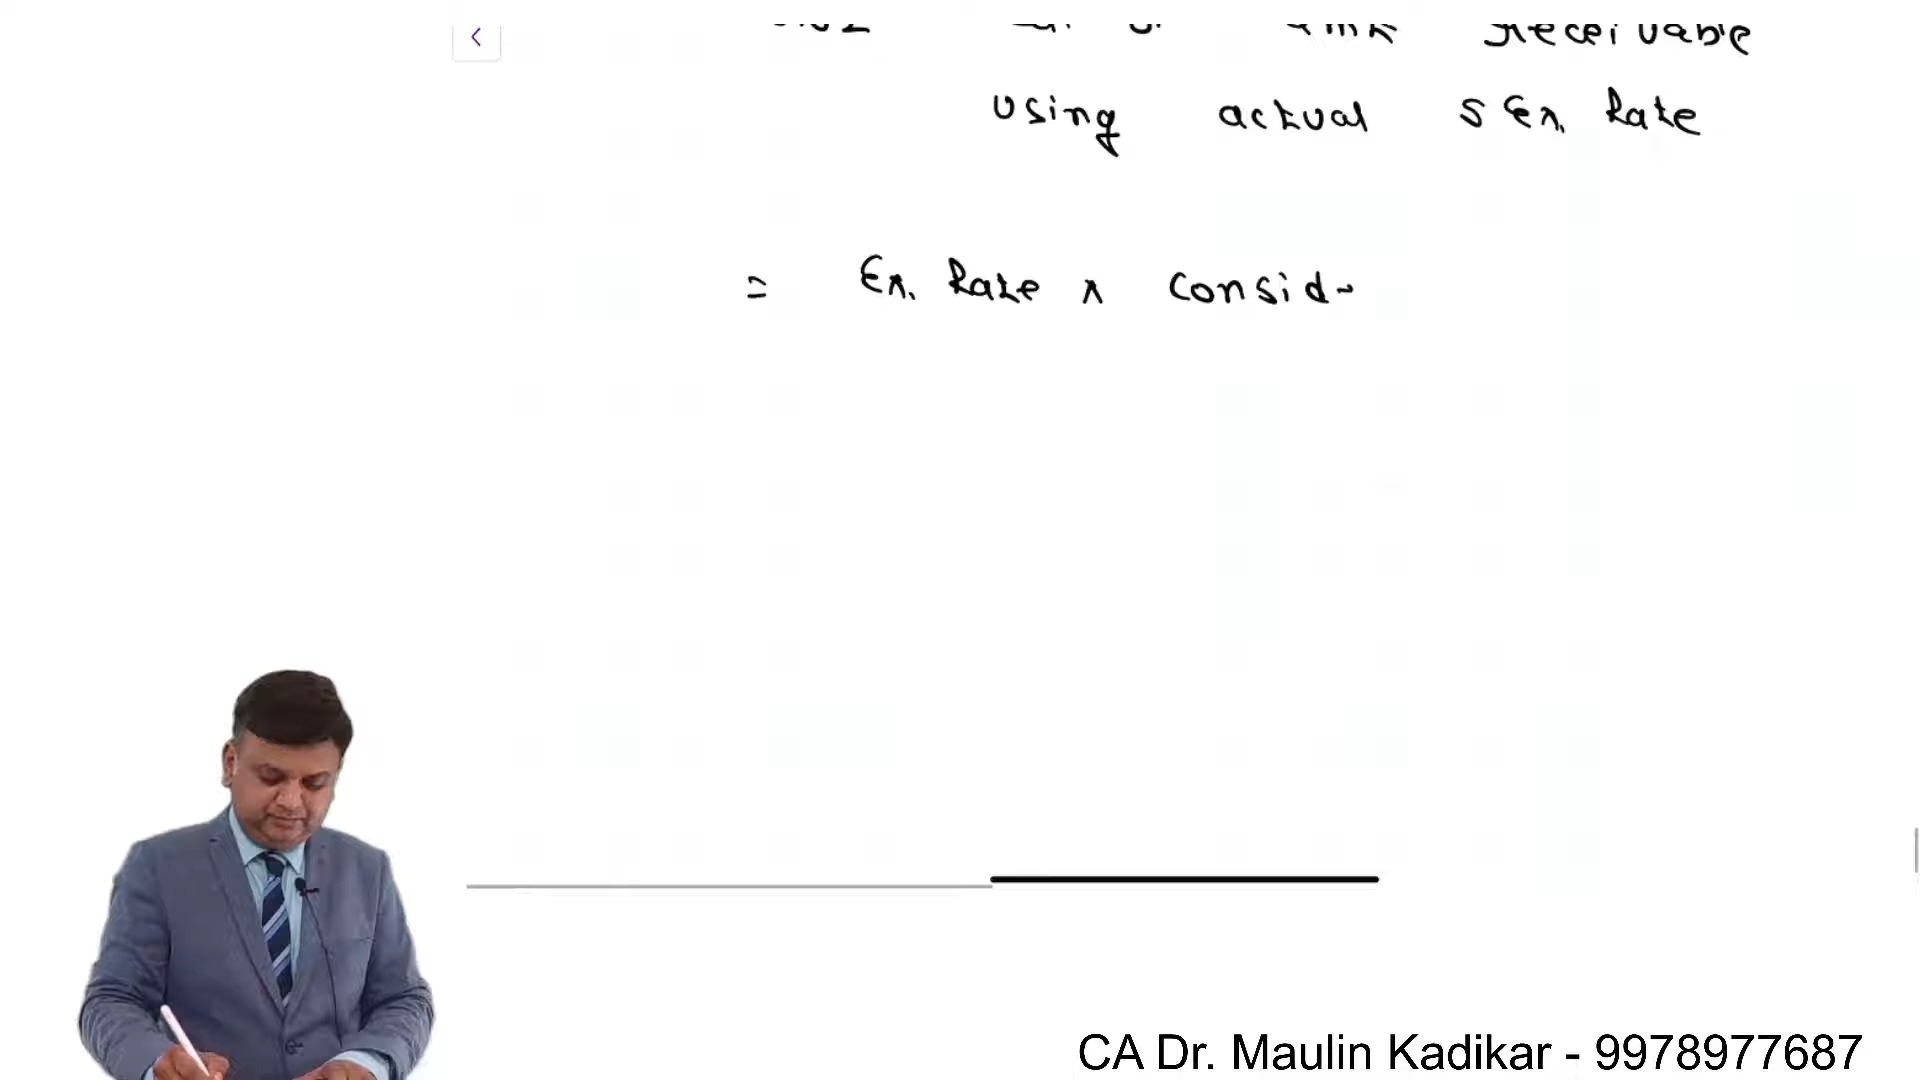 Receivable
using actual S Ex. Rate
= Ex. Rate x Consid-
CA Dr. Maulin Kadikar - 9978977687